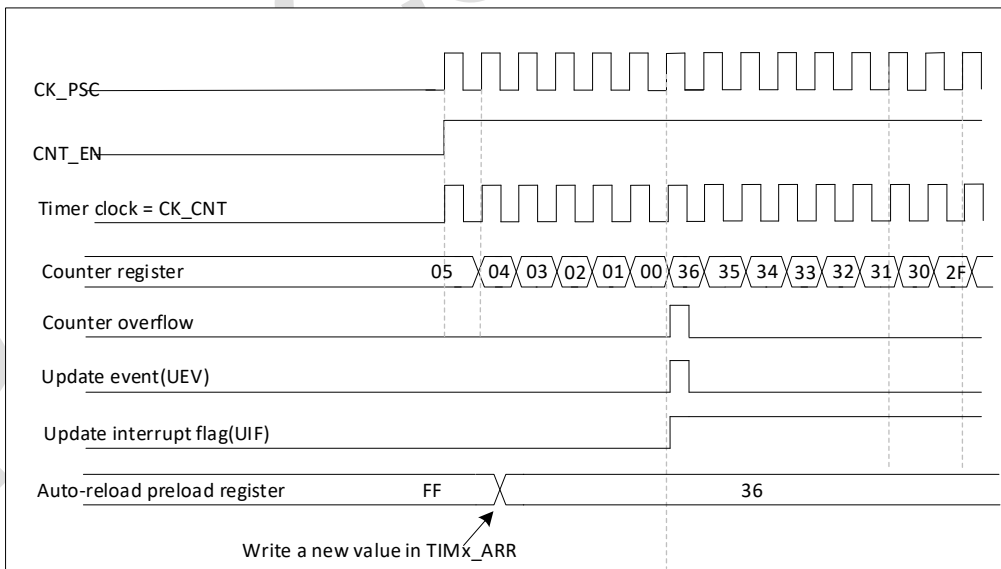 CK_PSC
CNT_EN
Timer clock = CK_CNT
Counter register 05 04 03 02 01 00 36 35 34 33 32 31 30 2F
Counter overflow
Update event(UEV)
Update interrupt flag(UIF)
Auto-reload preload register FF 36
Write a new value in TIMx_ARR